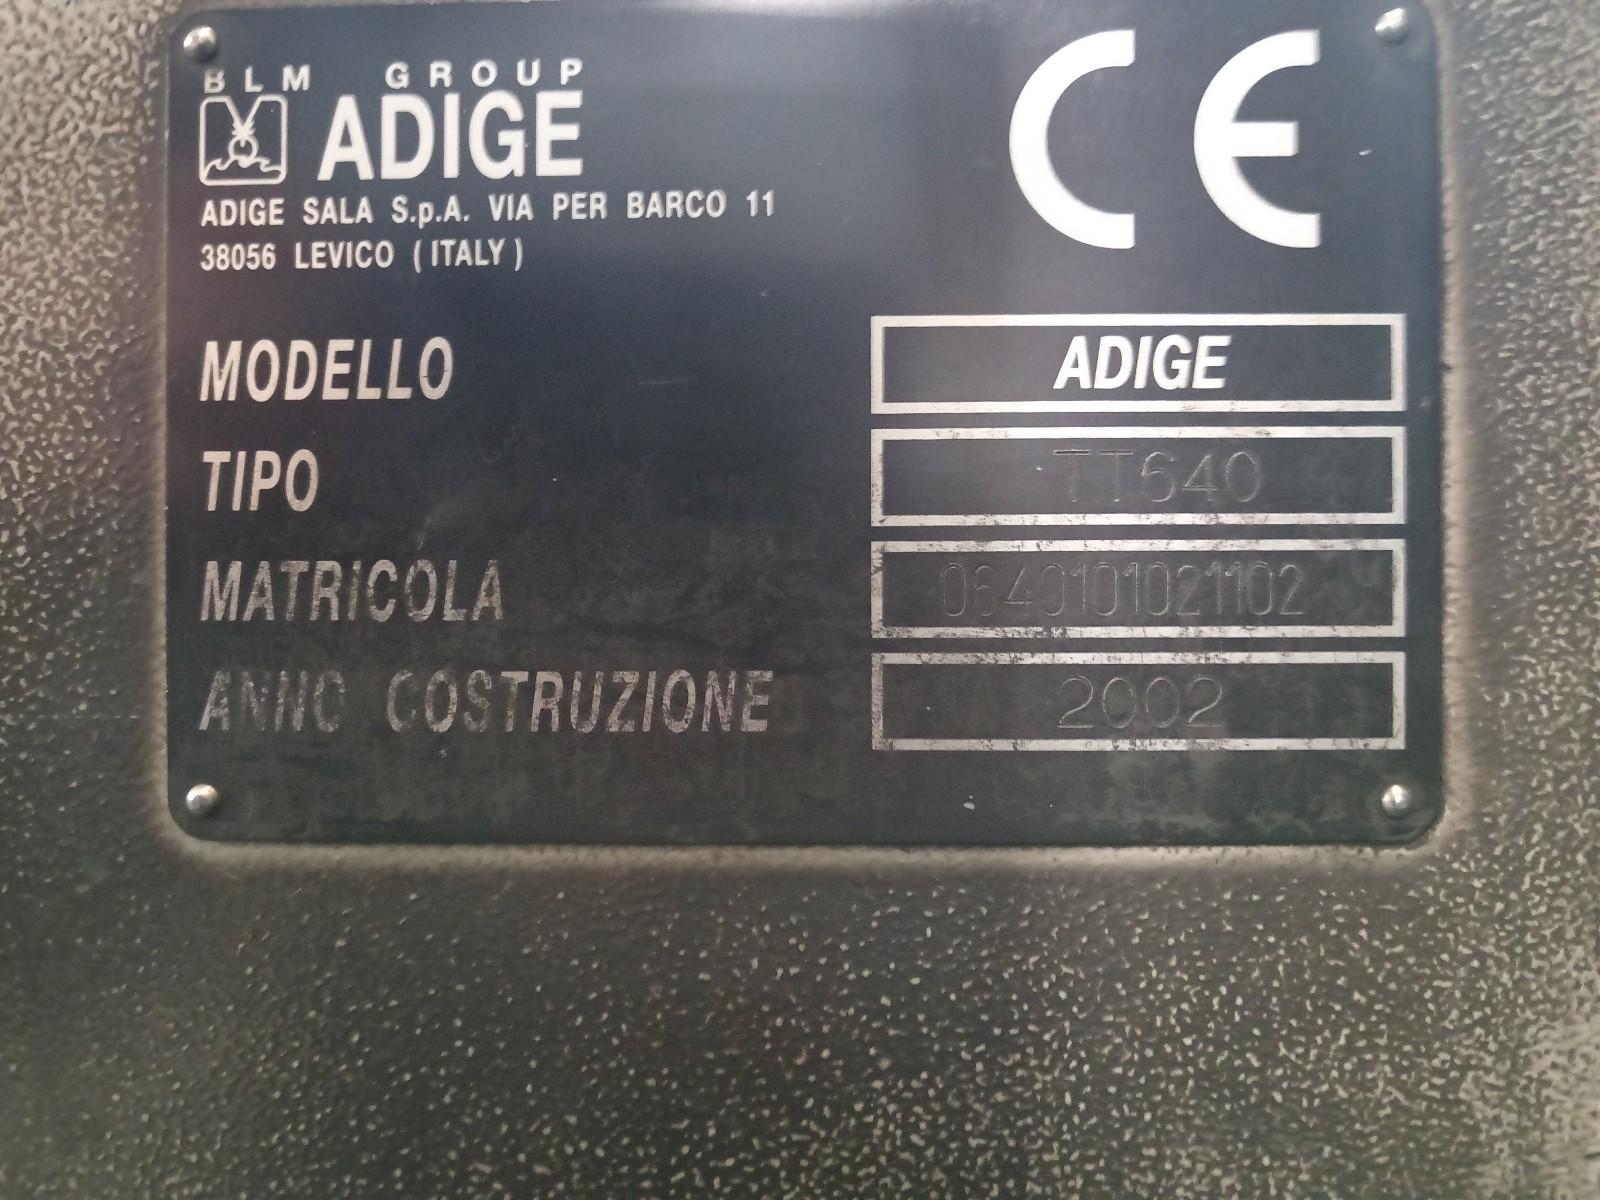 BLM GROUP
ADIGE
ADIGE SALA S.p.A. VIA PER BARCO 11
38056 LEVICO (ITALY)
CE
MODELLO ADIGE
TIPO TT640
MATRICOLA 0640101021102
ANNO COSTRUZIONE 2002